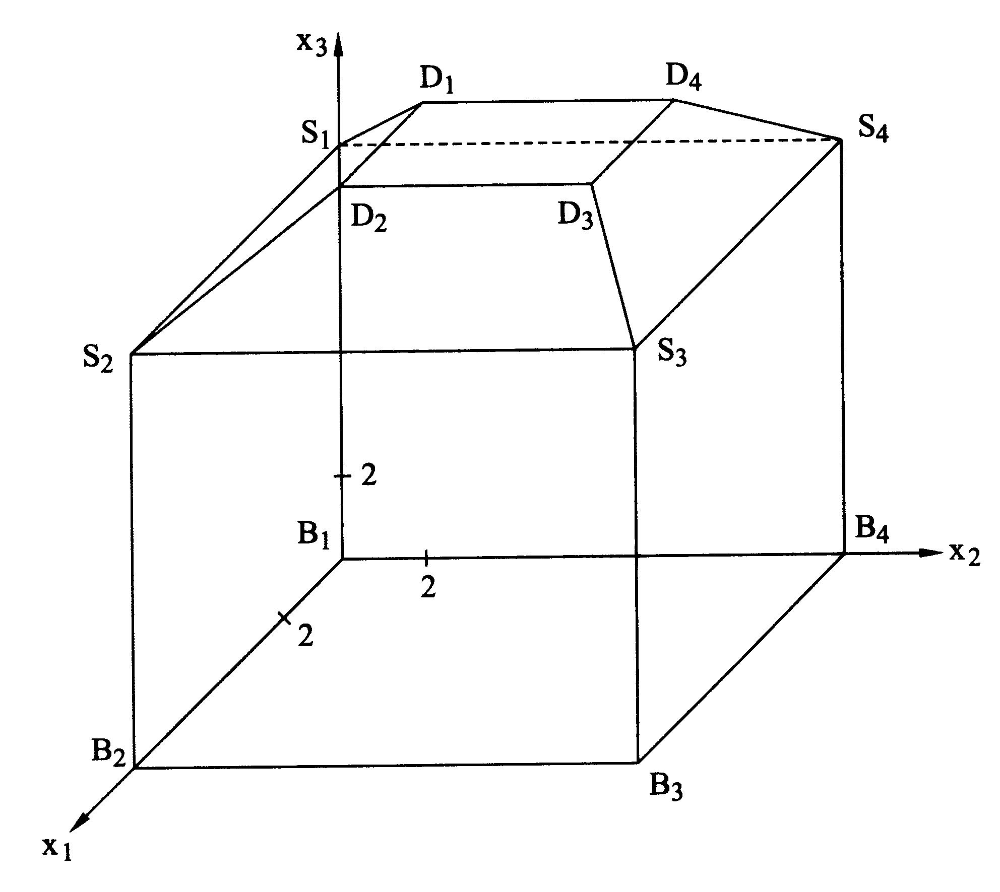 x₃
D₁ D₄
S₁ S₄
D₂ D₃
S₂ S₃
2
B₁ B₄
x₂
2
2
B₂
B₃
x₁